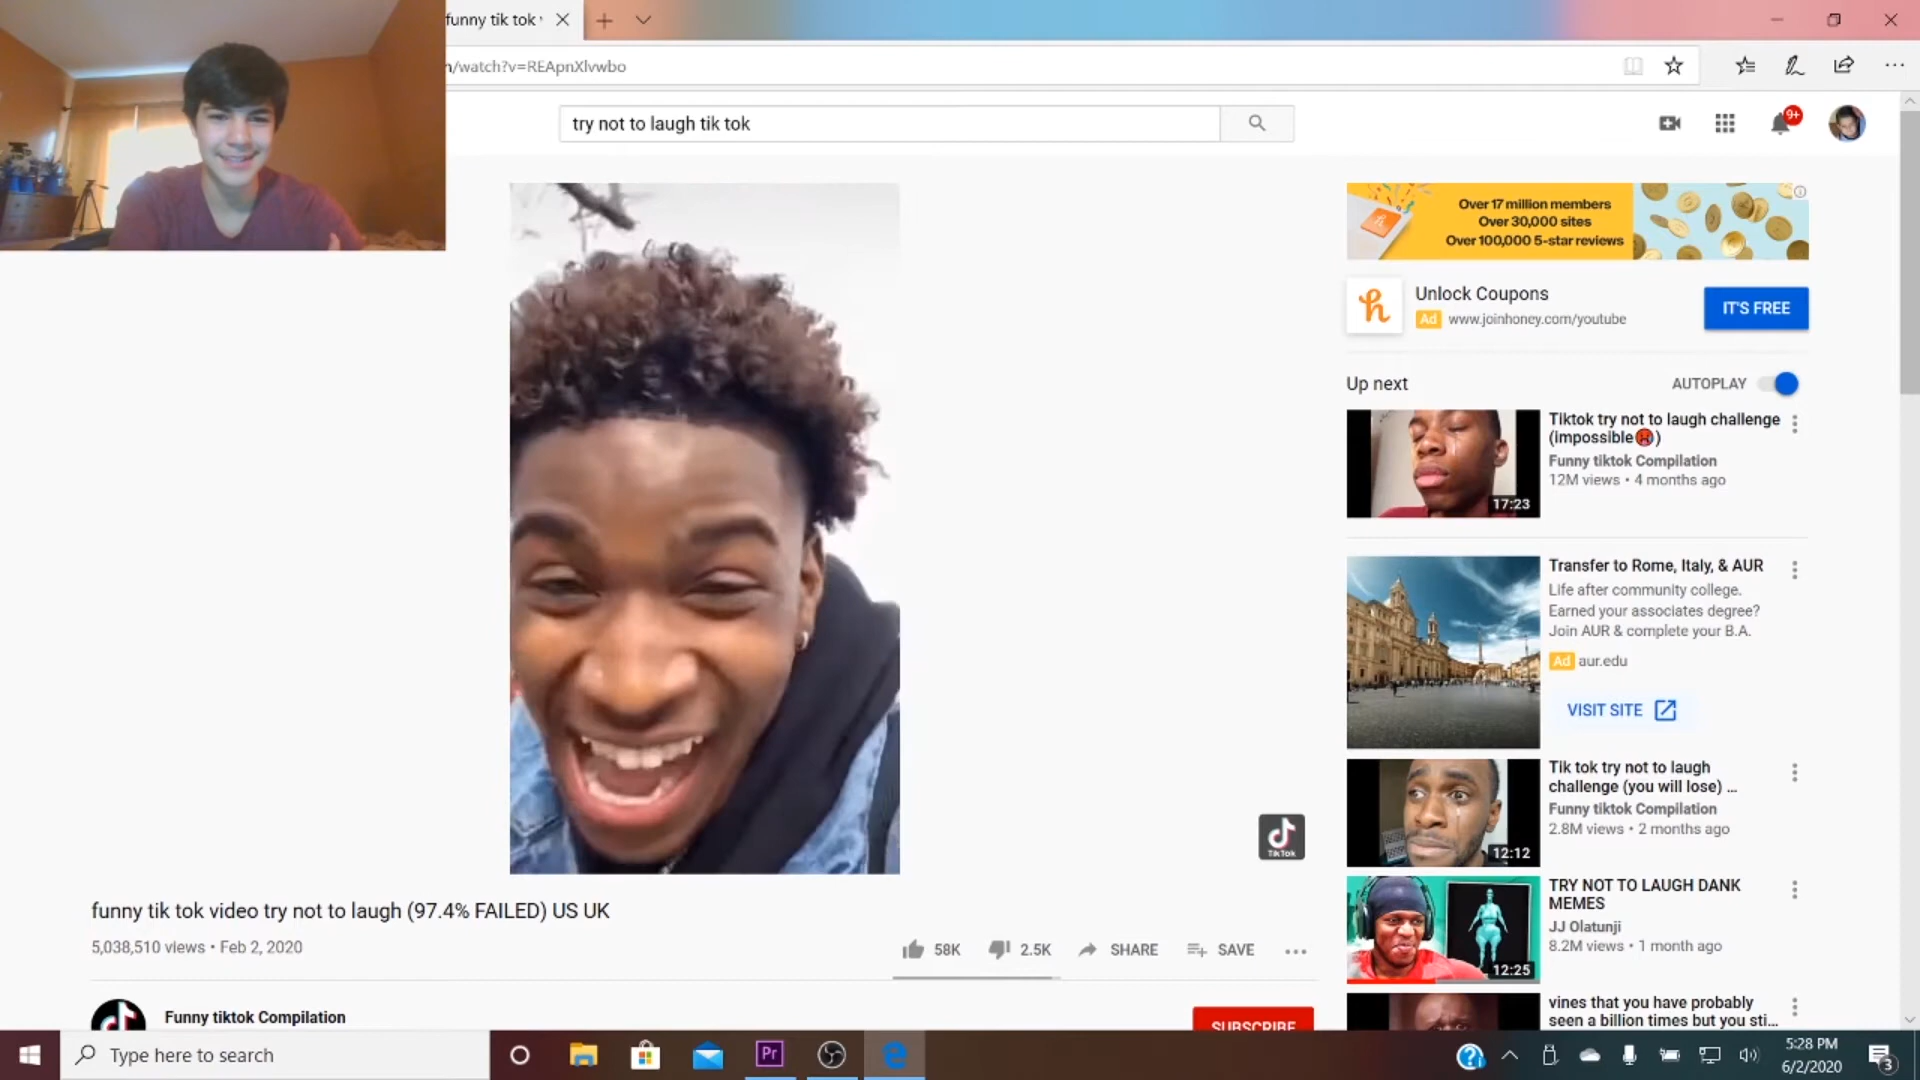 funny tik tok
/watch?v=REApnXlvwbo
try not to laugh tik tok
9+
Over 17 million members
Over 30,000 sites
Over 100,000 5-star reviews
Unlock Coupons
Ad www.joinhoney.com/youtube
IT'S FREE
Up next
AUTOPLAY
Tiktok try not to laugh challenge
(impossible😡)
Funny tiktok Compilation
12M views • 4 months ago
17:23
Transfer to Rome, Italy, & AUR
Life after community college.
Earned your associates degree?
Join AUR & complete your B.A.
Ad aur.edu
VISIT SITE
Tik tok try not to laugh
challenge (you will lose) ...
Funny tiktok Compilation
2.8M views • 2 months ago
12:12
TRY NOT TO LAUGH DANK
MEMES
JJ Olatunji
8.2M views • 1 month ago
12:25
vines that you have probably
seen a billion times but you sti...
TikTok
funny tik tok video try not to laugh (97.4% FAILED) US UK
5,038,510 views • Feb 2, 2020
58K
2.5K
SHARE
SAVE
Funny tiktok Compilation
SUBSCRIBE
Type here to search
Pr
5:28 PM
6/2/2020
3